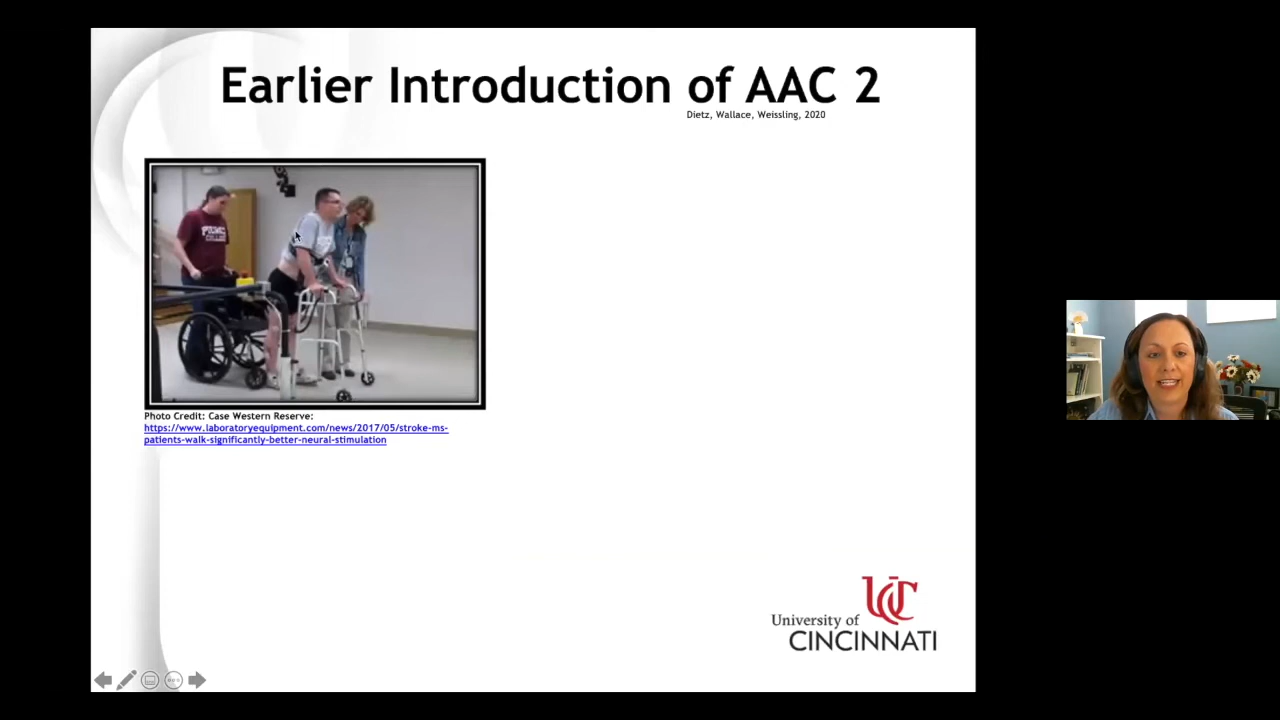 Earlier Introduction of AAC 2
Dietz, Wallace, Weissling, 2020
Photo Credit: Case Western Reserve:
https://www.laboratoryequipment.com/news/2017/05/stroke-ms-
patients-walk-significantly-better-neural-stimulation
UC
University of
CINCINNATI